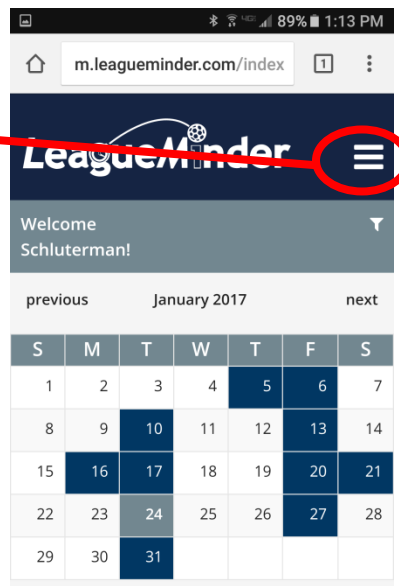 4G 89% 1:13 PM
m.leagueminder.com/index 1
LeagueMinder
Welcome
Schluterman!
previous January 2017 next
S M T W T F S
1 2 3 4 5 6 7
8 9 10 11 12 13 14
15 16 17 18 19 20 21
22 23 24 25 26 27 28
29 30 31